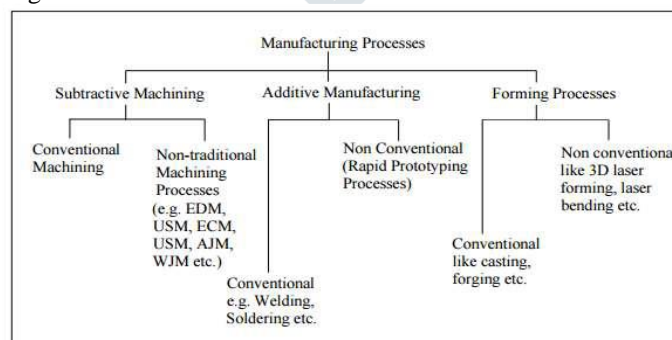 Manufacturing Processes
Subtractive Machining
Additive Manufacturing
Forming Processes
Conventional
Machining
Non-traditional
Machining
Processes
(e.g. EDM,
USM, ECM,
USM, AJM,
WJM etc.)
Conventional
e.g. Welding,
Soldering etc.
Non Conventional
(Rapid Prototyping
Processes)
Conventional
like casting,
forging etc.
Non conventional
like 3D laser
forming, laser
bending etc.